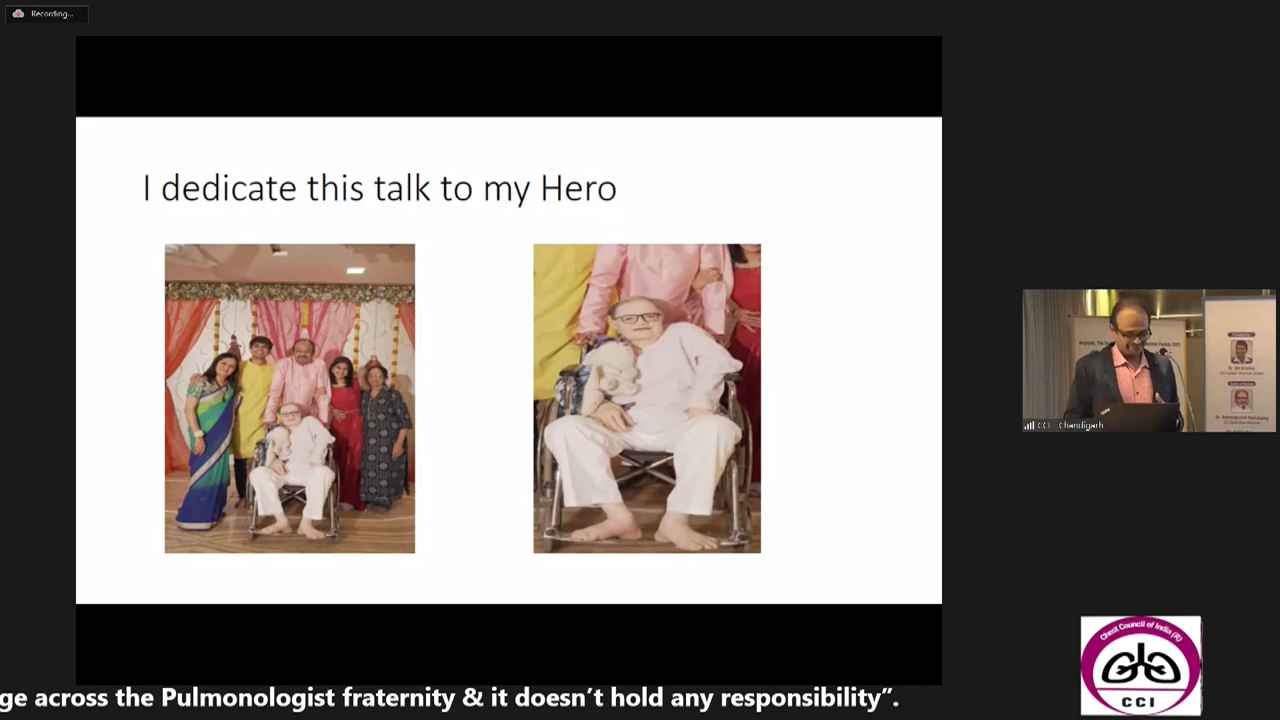 Recording...
I dedicate this talk to my Hero
CCI - Chandigarh
Chest Council of India (R)
CCI
ge across the Pulmonologist fraternity & it doesn’t hold any responsibility”.